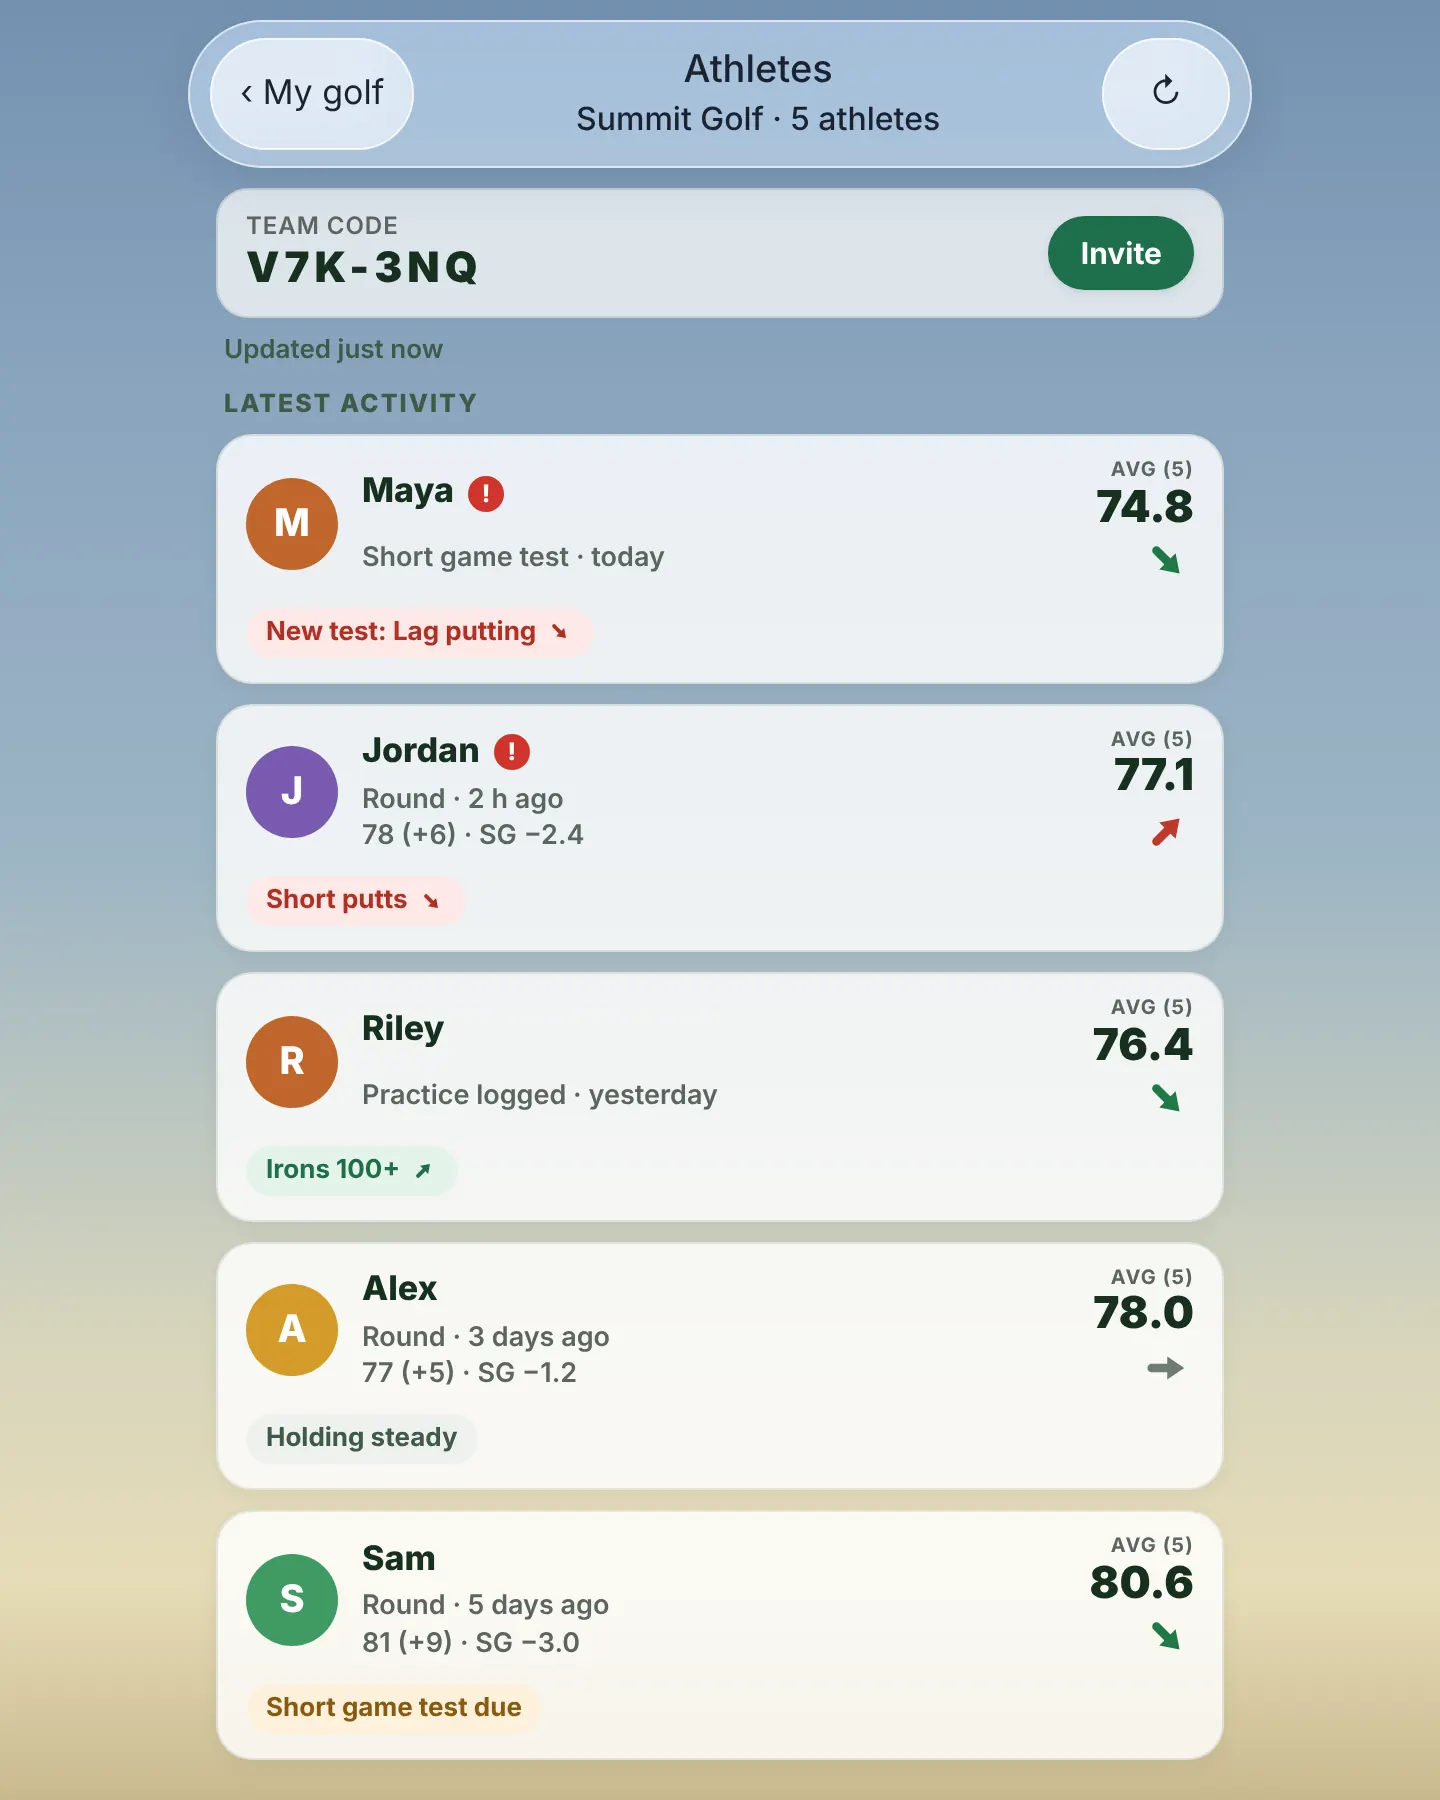 ‹ My golf
Athletes
Summit Golf · 5 athletes
TEAM CODE
V7K-3NQ
Invite
Updated just now
LATEST ACTIVITY
M
Maya !
Short game test · today
AVG (5)
74.8
New test: Lag putting ↘
J
Jordan !
Round · 2 h ago
78 (+6) · SG −2.4
AVG (5)
77.1
Short putts ↘
R
Riley
Practice logged · yesterday
AVG (5)
76.4
Irons 100+ ↗
A
Alex
Round · 3 days ago
77 (+5) · SG −1.2
AVG (5)
78.0
Holding steady
S
Sam
Round · 5 days ago
81 (+9) · SG −3.0
AVG (5)
80.6
Short game test due